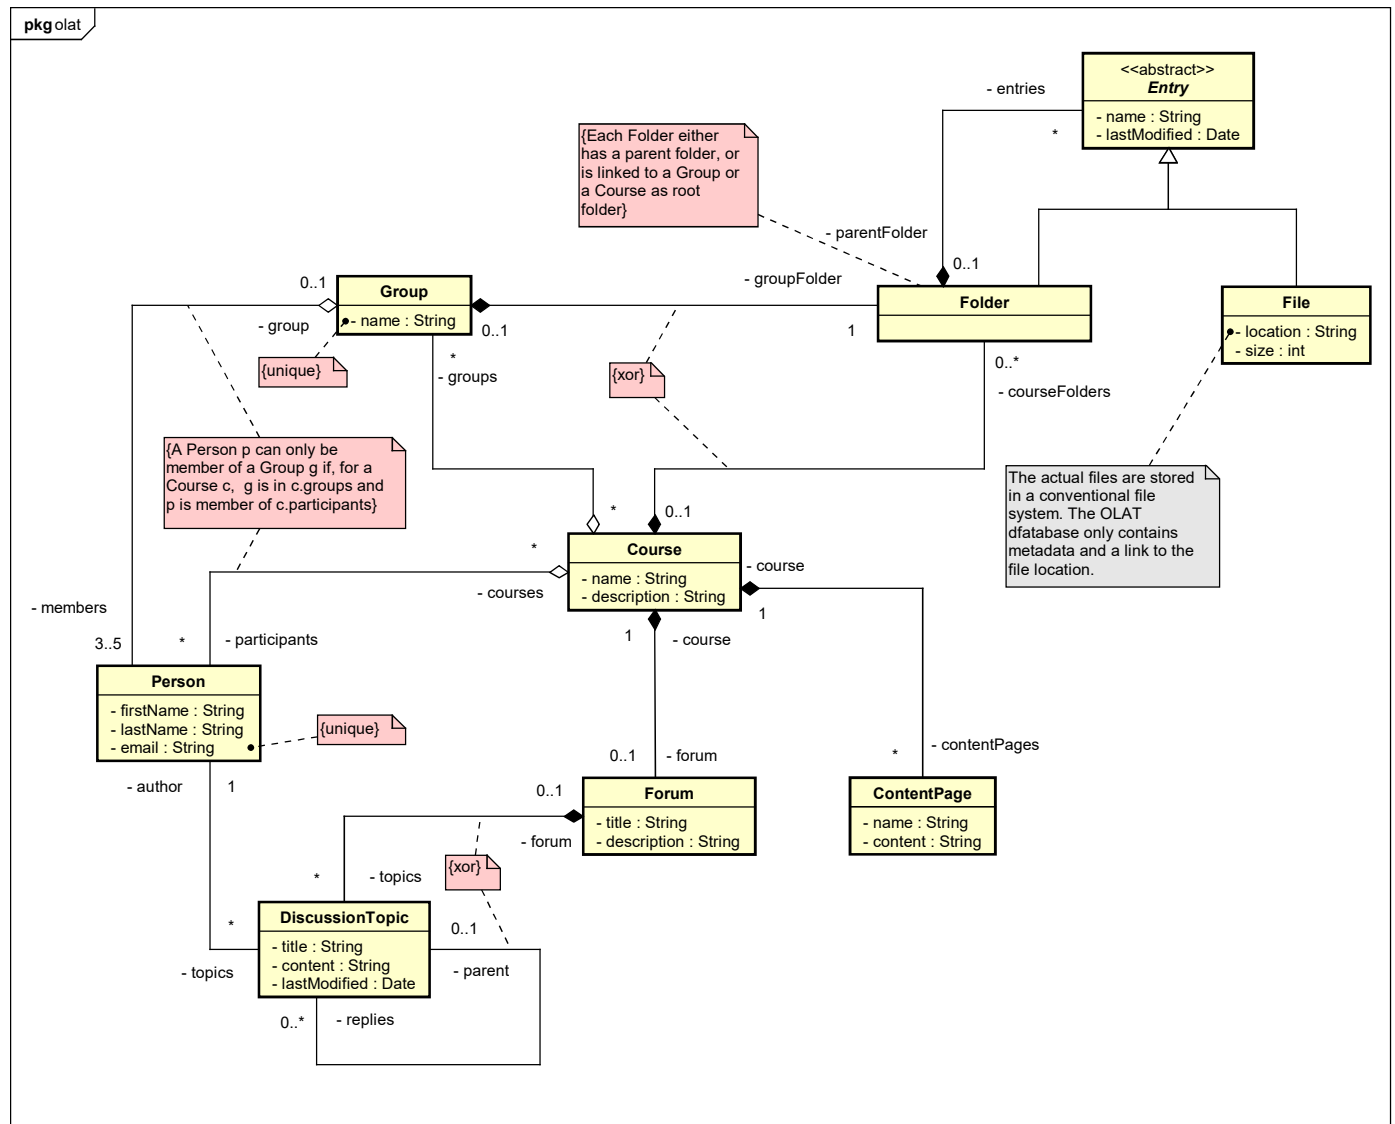 pkg olat
<<abstract>>
Entry
- name : String
- lastModified : Date
- entries
*
{Each Folder either
has a parent folder, or
is linked to a Group or
a Course as root
folder}
- parentFolder
0..1
- groupFolder
0..1
Group
- name : String
- group
0..1
1
Folder
File
- location : String
- size : int
{unique}
*
- groups
{xor}
0..*
- courseFolders
{A Person p can only be
member of a Group g if, for a
Course c,  g is in c.groups and
p is member of c.participants}
The actual files are stored
in a conventional file
system. The OLAT
dfatabase only contains
metadata and a link to the
file location.
*
0..1
*
Course
- name : String
- description : String
- course
1
- courses
- members
3..5
*
- participants
1
- course
Person
- firstName : String
- lastName : String
- email : String
{unique}
- author
1
0..1
- forum
*
- contentPages
0..1
Forum
- title : String
- description : String
ContentPage
- name : String
- content : String
- forum
{xor}
*
- topics
*
- topics
DiscussionTopic
- title : String
- content : String
- lastModified : Date
0..1
- parent
0..*
- replies